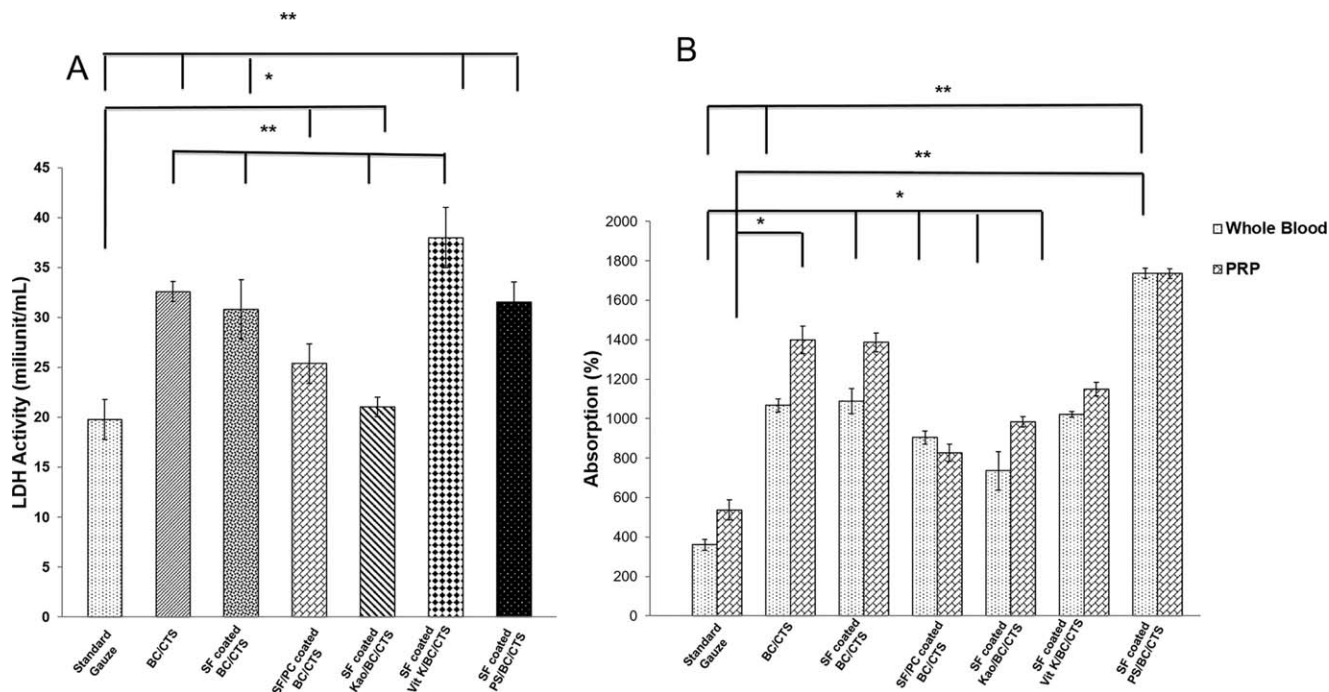 **
A
*
**
LDH Activity (miliunit/mL)
45
40
35
30
25
20
15
10
5
0
Standard
Gauze
BC/CTS
SF coated
BC/CTS
SF/PC coated
BC/CTS
SF coated
Kao/BC/CTS
SF coated
Vit K/BC/CTS
SF coated
PS/BC/CTS
B
**
**
*
*
Absorption (%)
2000
1800
1600
1400
1200
1000
800
600
400
200
0
Standard
Gauze
BC/CTS
SF coated
BC/CTS
SF/PC coated
BC/CTS
SF coated
Kao/BC/CTS
SF coated
Vit K/BC/CTS
SF coated
PS/BC/CTS
Whole Blood
PRP